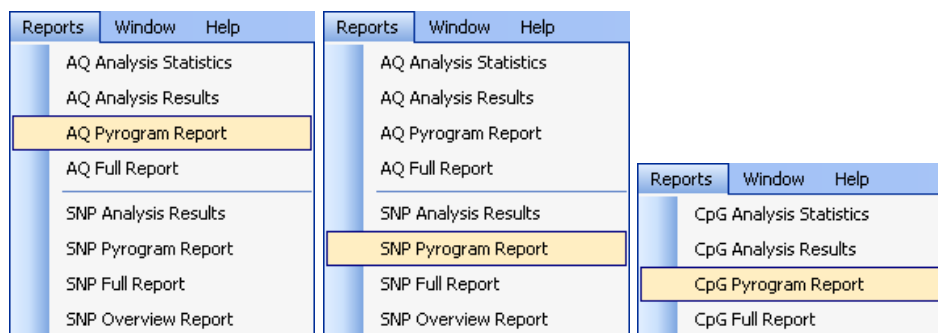 Reports Window Help
AQ Analysis Statistics
AQ Analysis Results
AQ Pyrogram Report
AQ Full Report
SNP Analysis Results
SNP Pyrogram Report
SNP Full Report
SNP Overview Report
Reports Window Help
AQ Analysis Statistics
AQ Analysis Results
AQ Pyrogram Report
AQ Full Report
SNP Analysis Results
SNP Pyrogram Report
SNP Full Report
SNP Overview Report
Reports Window Help
CpG Analysis Statistics
CpG Analysis Results
CpG Pyrogram Report
CpG Full Report